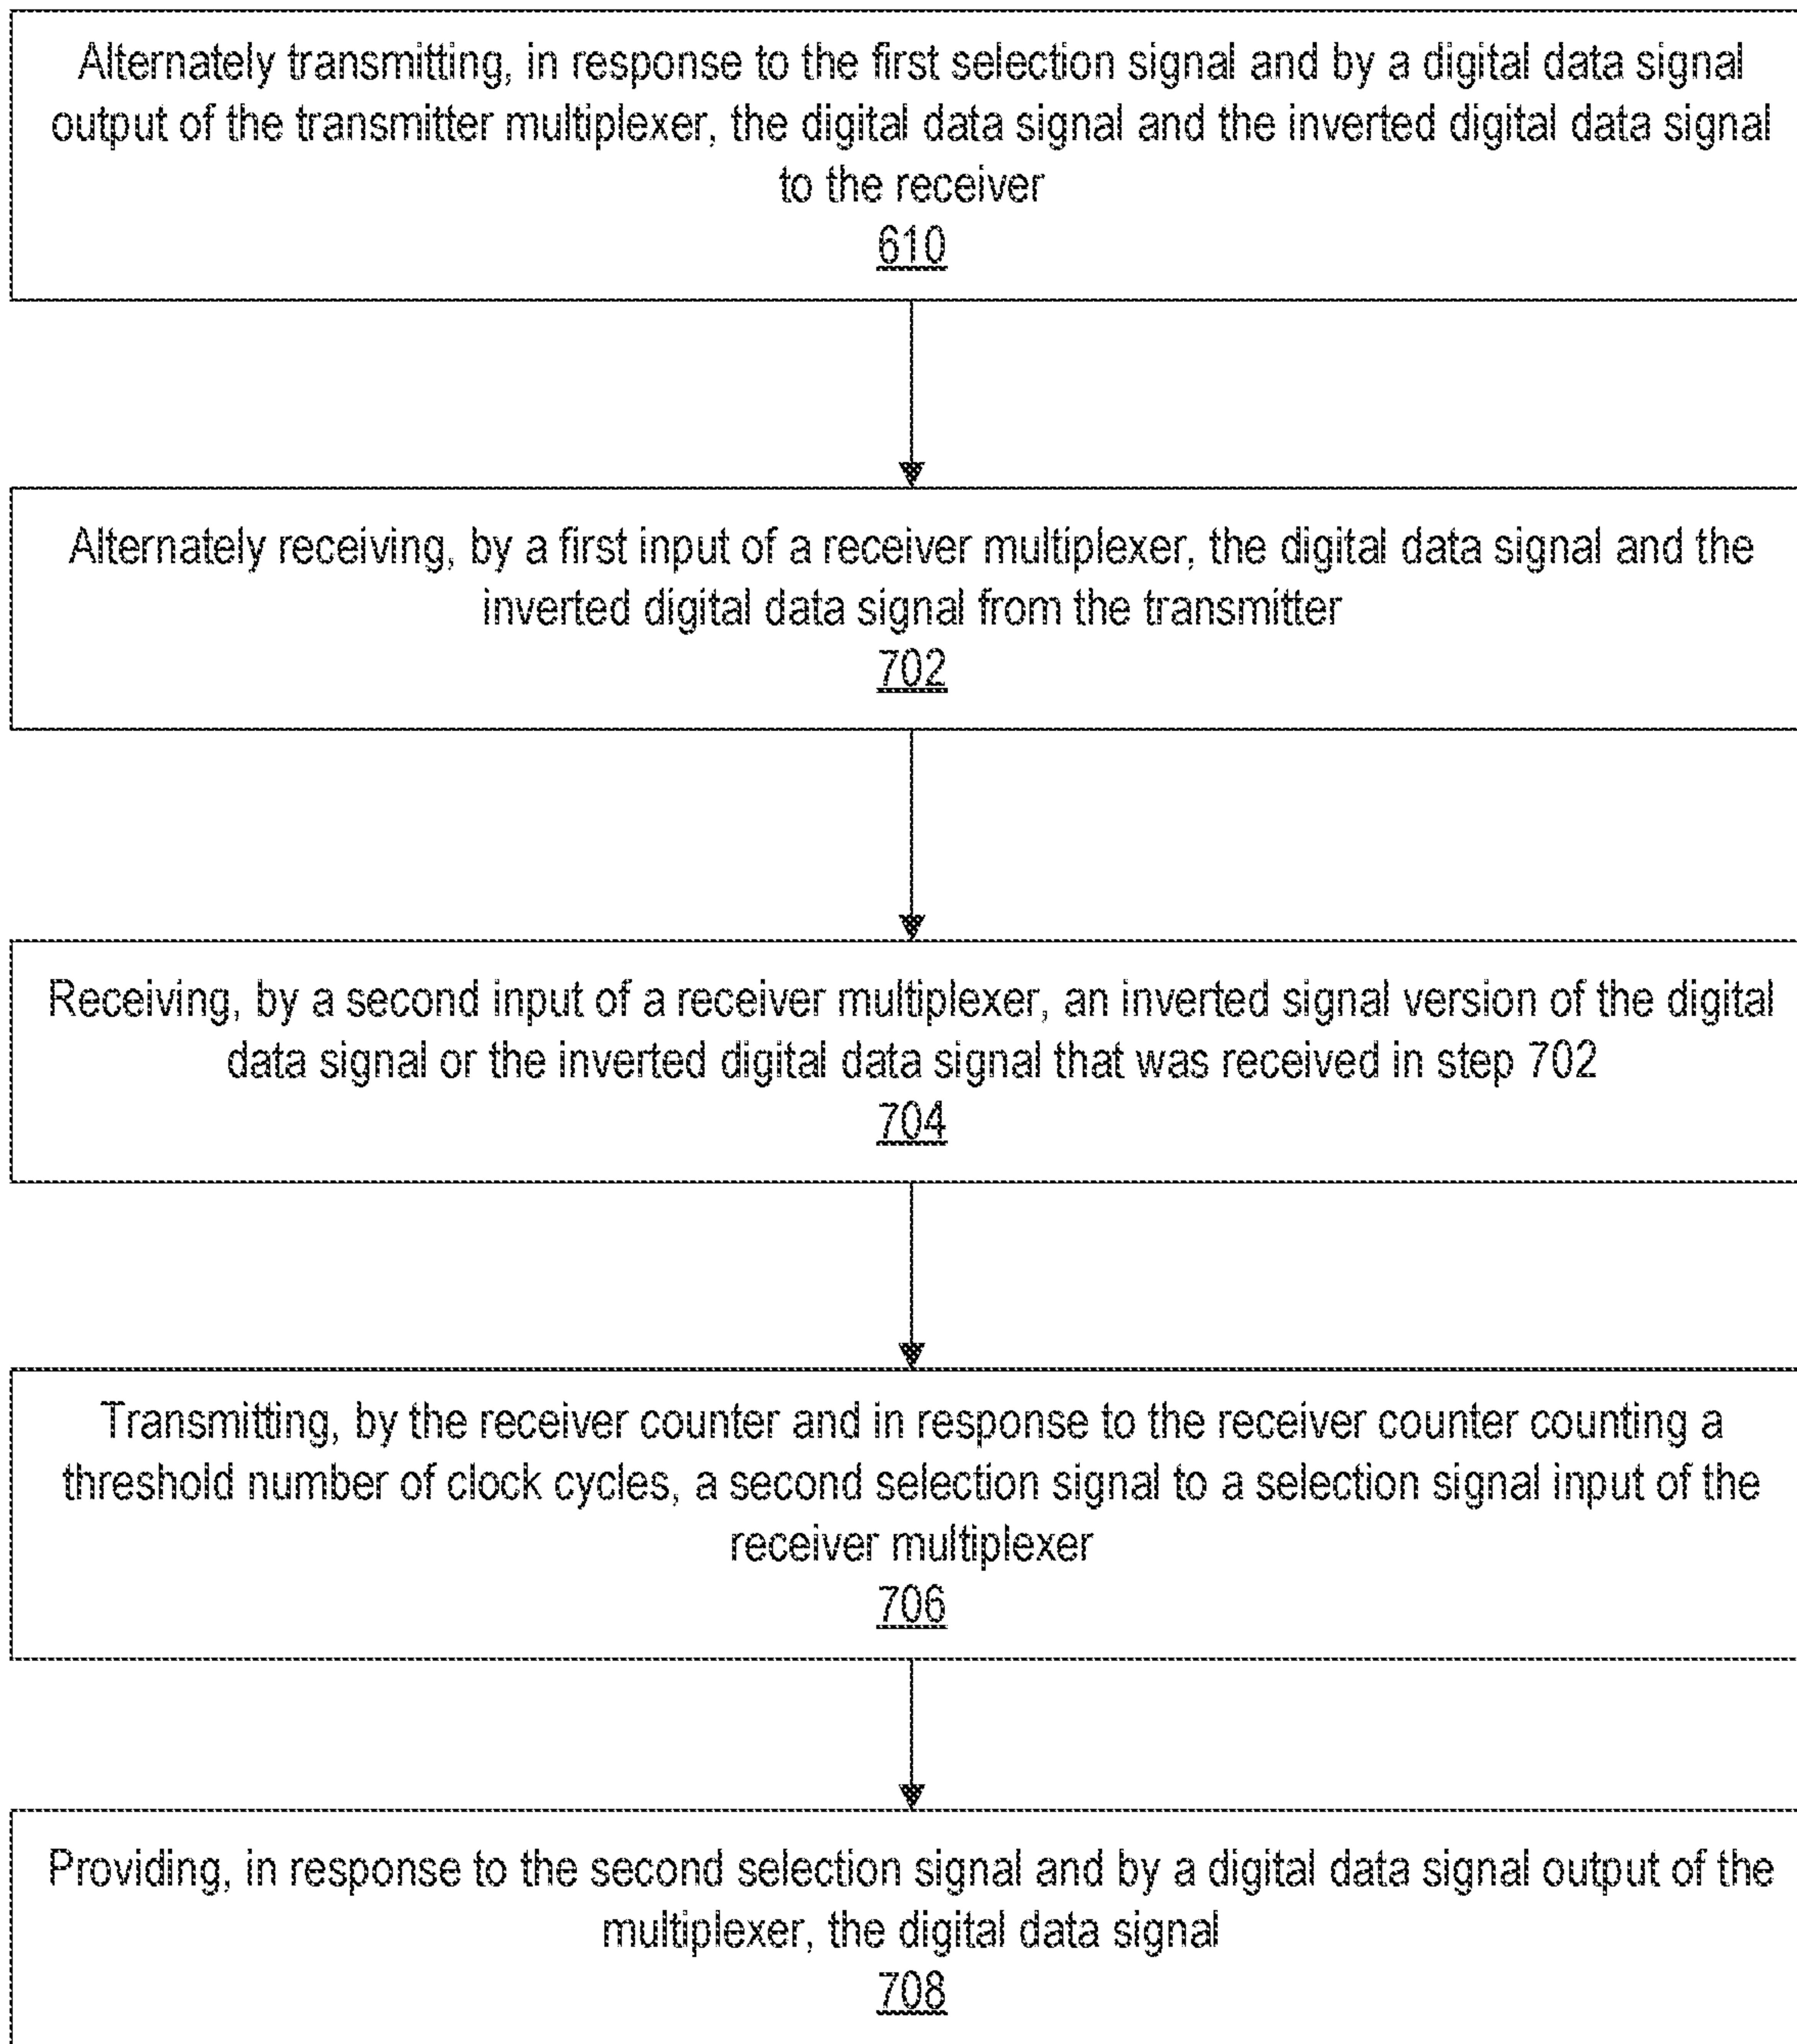 Alternately transmitting, in response to the first selection signal and by a digital data signal
output of the transmitter multiplexer, the digital data signal and the inverted digital data signal
to the receiver
610
Alternately receiving, by a first input of a receiver multiplexer, the digital data signal and the
inverted digital data signal from the transmitter
702
Receiving, by a second input of a receiver multiplexer, an inverted signal version of the digital
data signal or the inverted digital data signal that was received in step 702
704
Transmitting, by the receiver counter and in response to the receiver counter counting a
threshold number of clock cycles, a second selection signal to a selection signal input of the
receiver multiplexer
706
Providing, in response to the second selection signal and by a digital data signal output of the
multiplexer, the digital data signal
708